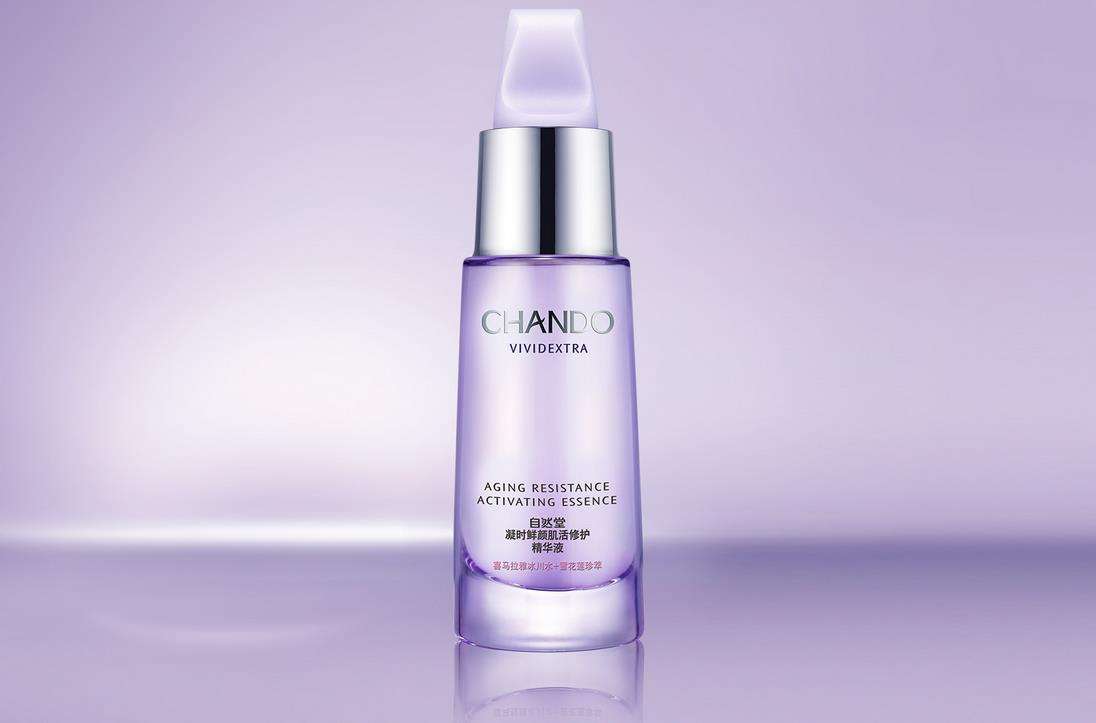 CHANDO
VIVIDEXTRA
AGING RESISTANCE
ACTIVATING ESSENCE
自然堂
凝时鲜颜肌活修护
精华液
喜马拉雅冰川水+雪花莲珍萃